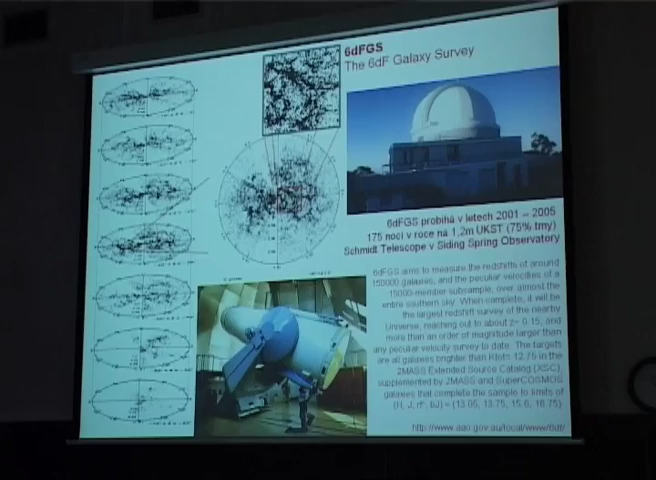 6dFGS
The 6dF Galaxy Survey
6dFGS probíhá v letech 2001 – 2005
175 nocí v roce na 1,2m UKST (75% tmy)
Schmidt Telescope v Siding Spring Observatory
6dFGS aims to measure the redshifts of around
150000 galaxies, and the peculiar velocities of a
15000-member subsample, over almost the
entire southern sky. When complete, it will be
the largest redshift survey of the nearby
Universe, reaching out to about z~ 0.15, and
more than an order of magnitude larger than
any peculiar velocity survey to date. The targets
are all galaxies brighter than Ktot= 12.75 in the
2MASS Extended Source Catalog (XSC),
supplemented by 2MASS and SuperCOSMOS
galaxies that complete the sample to limits of
(H, J, rF, bJ) = (13.05, 13.75, 15.6, 16.75)
http://www.aao.gov.au/local/www/6df/